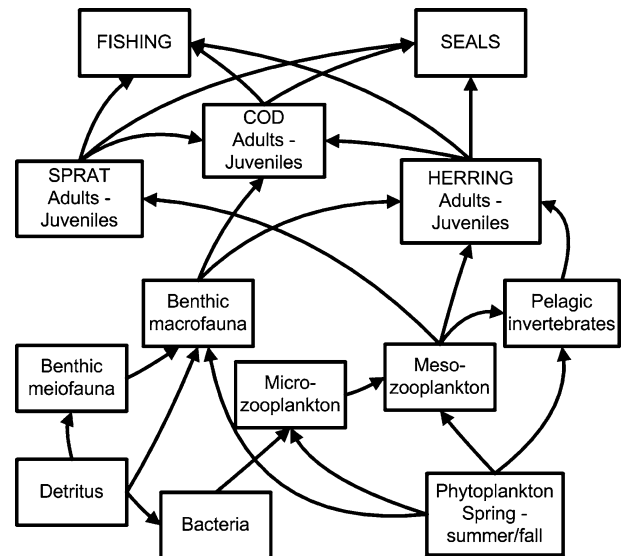 FISHING
SEALS
COD
Adults -
Juveniles
SPRAT
Adults -
Juveniles
HERRING
Adults -
Juveniles
Benthic
macrofauna
Pelagic
invertebrates
Benthic
meiofauna
Micro-
zooplankton
Meso-
zooplankton
Detritus
Bacteria
Phytoplankton
Spring -
summer/fall